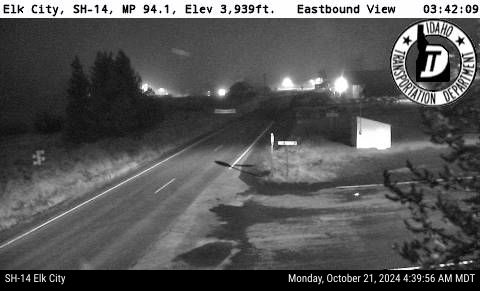 Elk City, SH-14, MP 94.1, Elev 3,939ft. Eastbound View 03:42:09
IDAHO
TRANSPORTATION DEPARTMENT
SH-14 Elk City Monday, October 21, 2024 4:39:56 AM MDT